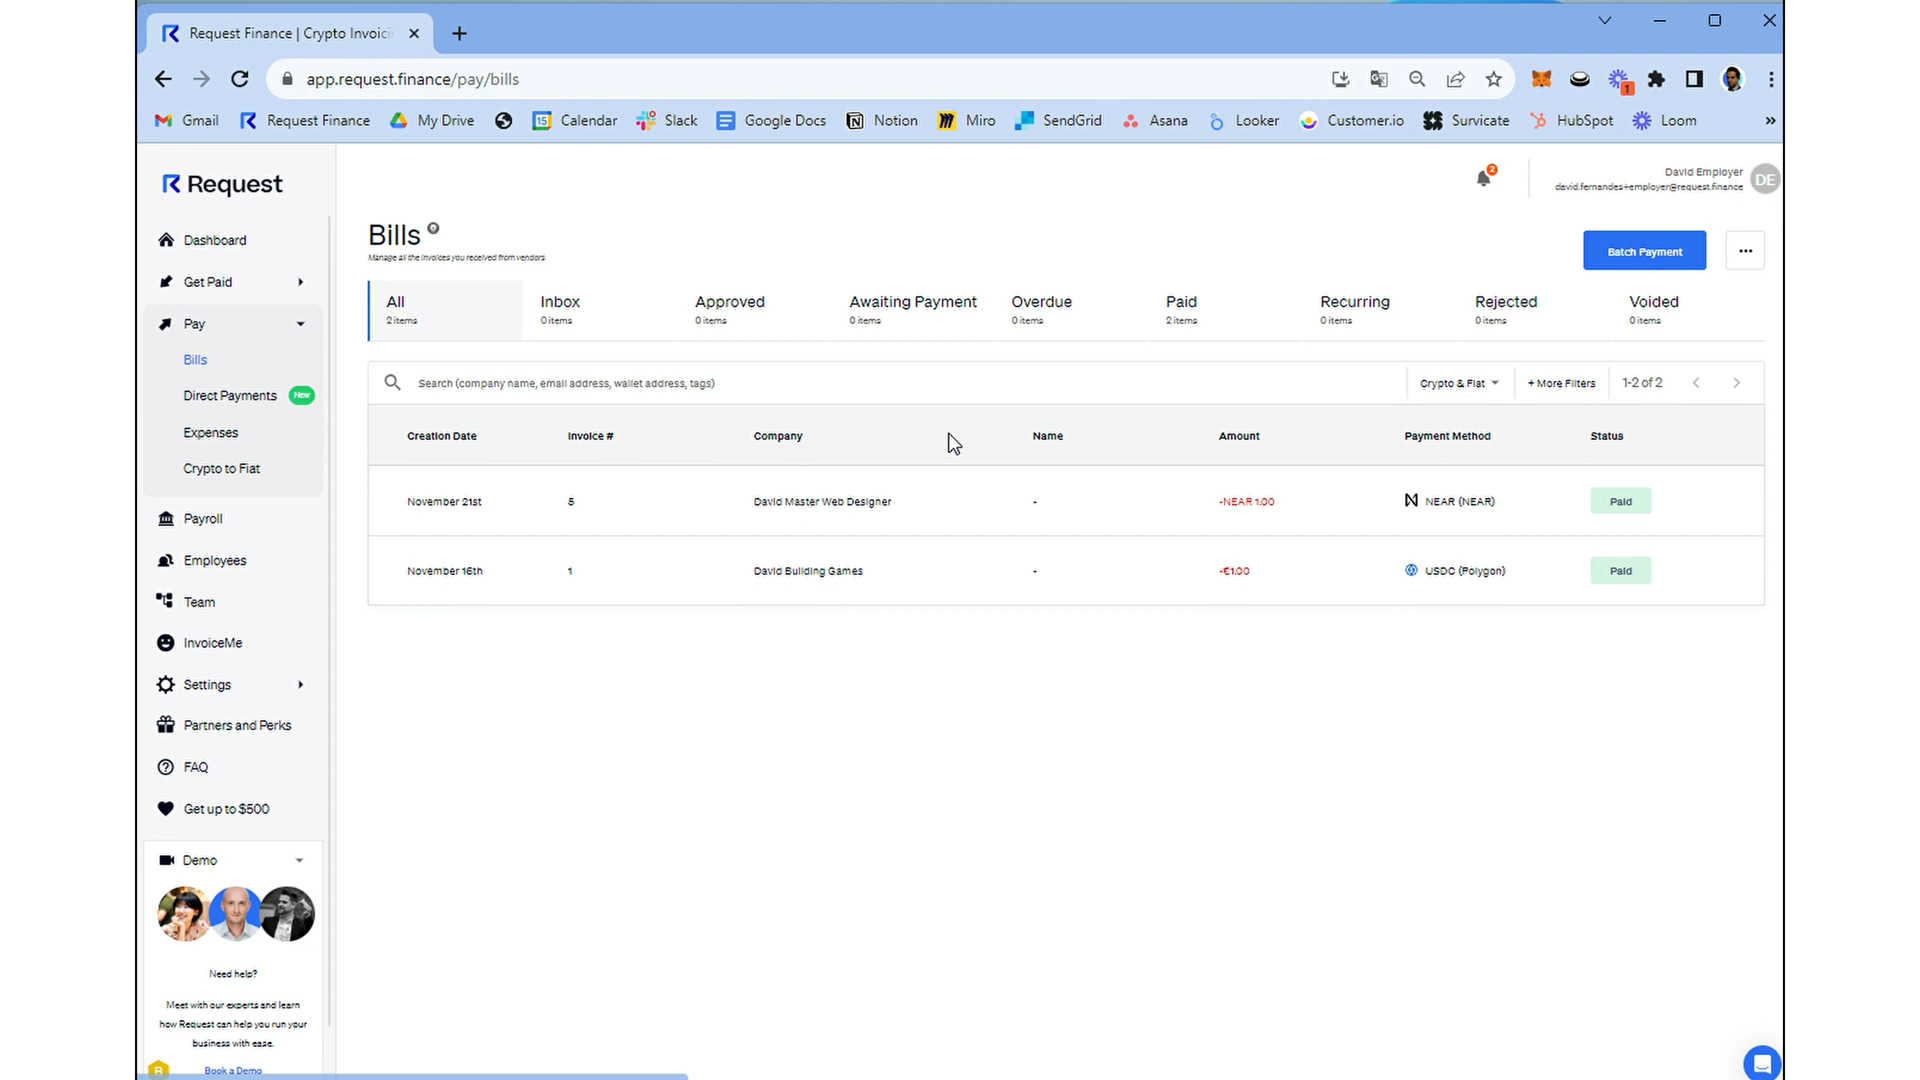 Request Finance | Crypto Invoici
app.request.finance/pay/bills
1
Gmail
Request Finance
My Drive
15
Calendar
Slack
Google Docs
Notion
Miro
SendGrid
Asana
Looker
Customer.io
Survicate
HubSpot
Loom
»
Request
Dashboard
Get Paid
Pay
Bills
Direct Payments New
Expenses
Crypto to Fiat
Payroll
Employees
Team
InvoiceMe
Settings
Partners and Perks
FAQ
Get up to $500
Demo
Need help?
Meet with our experts and learn
how Request can help you run your
business with ease.
Book a Demo
B
2
David Employer
david.fernandes+employer@request.finance
DE
Bills
Manage all the invoices you received from vendors
Batch Payment
All
2 items
Inbox
0 items
Approved
0 items
Awaiting Payment
0 items
Overdue
0 items
Paid
2 items
Recurring
0 items
Rejected
0 items
Voided
0 items
Search (company name, email address, wallet address, tags)
Crypto & Fiat
+ More Filters
1-2 of 2
Creation Date Invoice # Company Name Amount Payment Method Status
November 21st 5 David Master Web Designer - -NEAR 1.00 NEAR (NEAR) Paid
November 16th 1 David Building Games - -€1.00 USDC (Polygon) Paid